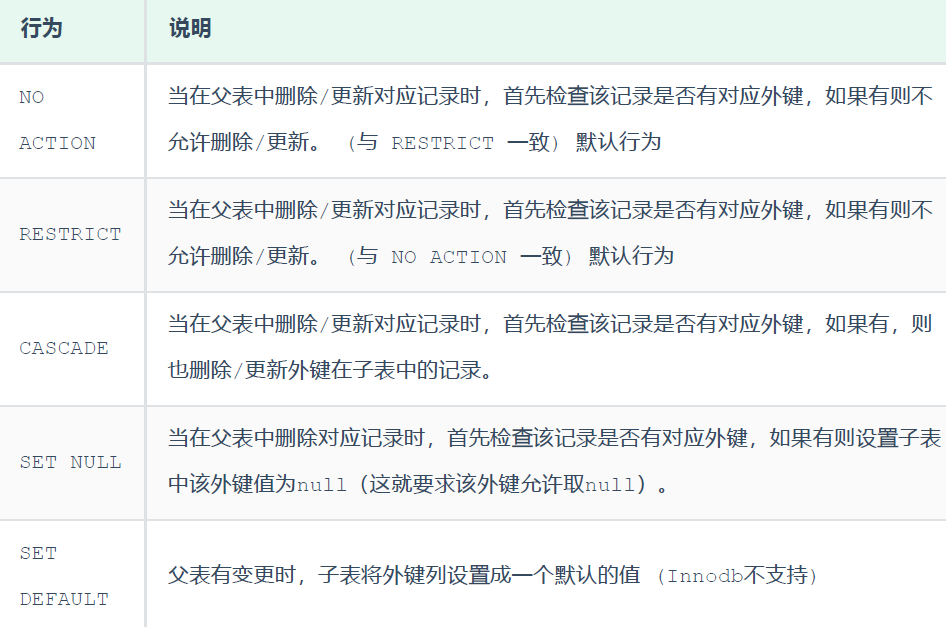 行为 说明
NO 当在父表中删除/更新对应记录时，首先检查该记录是否有对应外键，如果有则不
ACTION 允许删除/更新。 （与 RESTRICT 一致） 默认行为
当在父表中删除/更新对应记录时，首先检查该记录是否有对应外键，如果有则不
RESTRICT
允许删除/更新。 （与 NO ACTION 一致） 默认行为
当在父表中删除/更新对应记录时，首先检查该记录是否有对应外键，如果有，则
CASCADE
也删除/更新外键在子表中的记录。
当在父表中删除对应记录时，首先检查该记录是否有对应外键，如果有则设置子表
SET NULL
中该外键值为null（这就要求该外键允许取null）。
SET
父表有变更时，子表将外键列设置成一个默认的值 （Innodb不支持）
DEFAULT